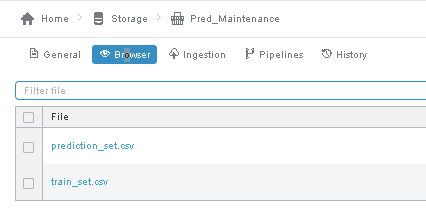 Home Storage Pred_Maintenance
General Browser Ingestion Pipelines History
Filter file
File
prediction_set.csv
train_set.csv